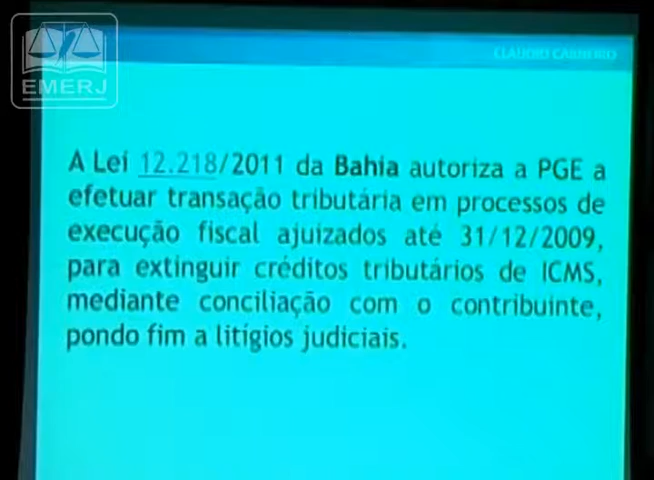 EMERJ
CLÁUDIO CARNEIRO
A Lei 12.218/2011 da Bahia autoriza a PGE a
efetuar transação tributária em processos de
execução fiscal ajuizados até 31/12/2009,
para extinguir créditos tributários de ICMS,
mediante conciliação com o contribuinte,
pondo fim a litígios judiciais.